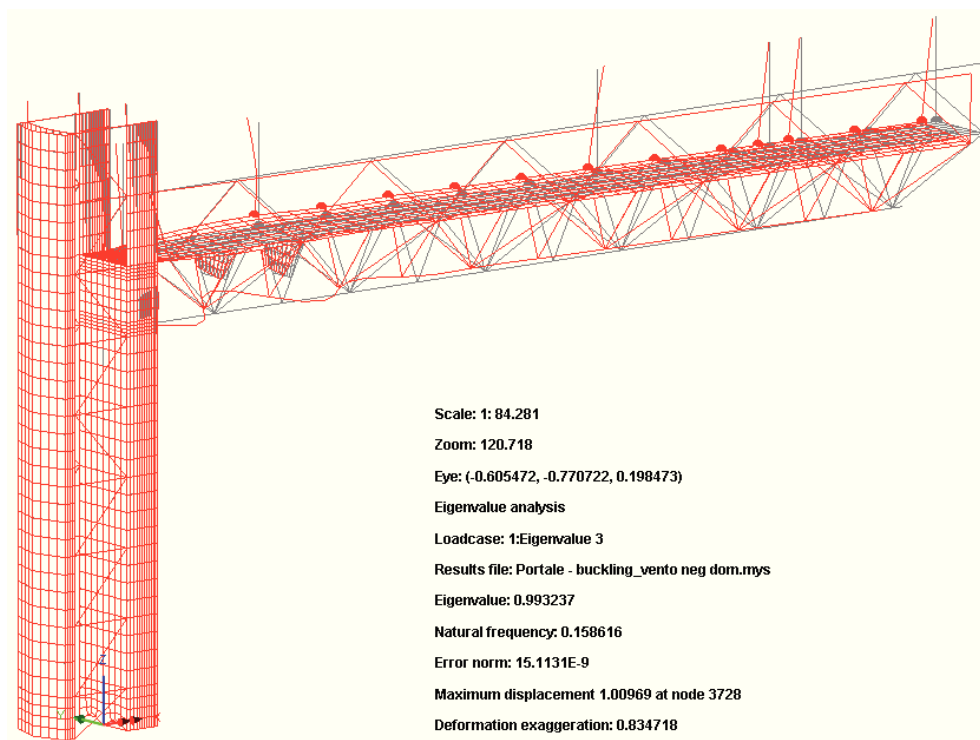 Scale: 1: 84.281
Zoom: 120.718
Eye: (-0.605472, -0.770722, 0.198473)
Eigenvalue analysis
Loadcase: 1:Eigenvalue 3
Results file: Portale - buckling_vento neg dom.mys
Eigenvalue: 0.993237
Natural frequency: 0.158616
Error norm: 15.1131E-9
Maximum displacement 1.00969 at node 3728
Deformation exaggeration: 0.834718
Z
Y
X